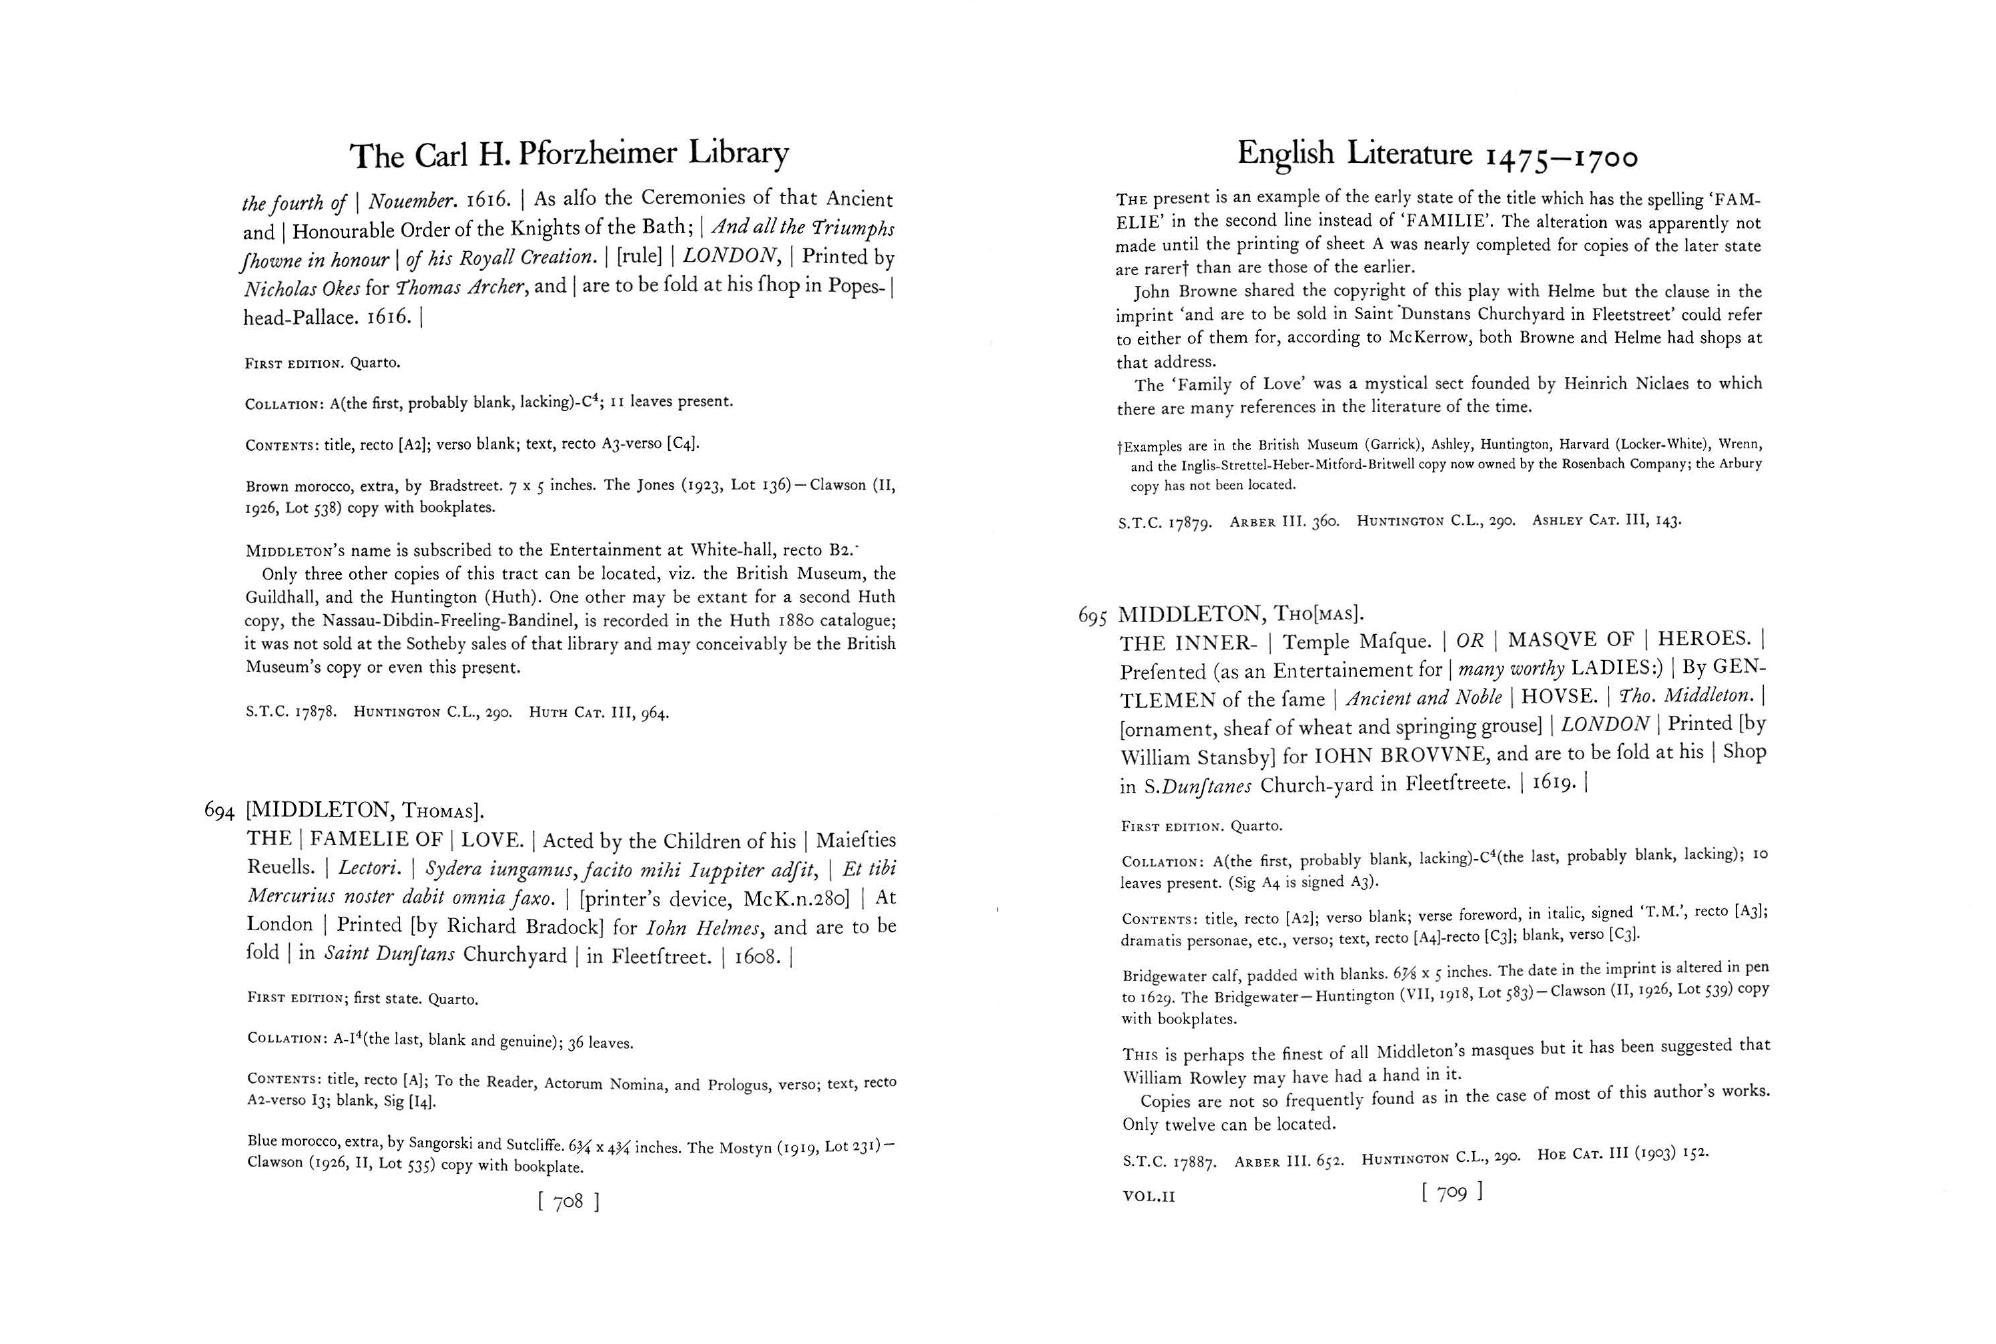 The Carl H. Pforzheimer Library
the fourth of | Nouember. 1616. | As alſo the Ceremonies of that Ancient
and | Honourable Order of the Knights of the Bath; | And all the Triumphs
ſhowne in honour | of his Royall Creation. | [rule] | LONDON, | Printed by
Nicholas Okes for Thomas Archer, and | are to be ſold at his ſhop in Popes- |
head-Pallace. 1616. |
FIRST EDITION. Quarto.
COLLATION: A(the first, probably blank, lacking)-C⁴; 11 leaves present.
CONTENTS: title, recto [A2]; verso blank; text, recto A3-verso [C4].
Brown morocco, extra, by Bradstreet. 7 x 5 inches. The Jones (1923, Lot 136)—Clawson (II,
1926, Lot 538) copy with bookplates.
MIDDLETON'S name is subscribed to the Entertainment at White-hall, recto B2.
Only three other copies of this tract can be located, viz. the British Museum, the
Guildhall, and the Huntington (Huth). One other may be extant for a second Huth
copy, the Nassau-Dibdin-Freeling-Bandinel, is recorded in the Huth 1880 catalogue;
it was not sold at the Sotheby sales of that library and may conceivably be the British
Museum's copy or even this present.
S.T.C. 17878. HUNTINGTON C.L., 290. HUTH CAT. III, 964.
694 [MIDDLETON, THOMAS].
THE | FAMELIE OF | LOVE. | Acted by the Children of his | Maieſties
Reuells. | Lectori. | Sydera iungamus, facito mihi Iuppiter adſit, | Et tibi
Mercurius noster dabit omnia faxo. | [printer's device, McK.n.280] | At
London | Printed [by Richard Bradock] for Iohn Helmes, and are to be
ſold | in Saint Dunſtans Churchyard | in Fleetſtreet. | 1608. |
FIRST EDITION; first state. Quarto.
COLLATION: A-I⁴(the last, blank and genuine); 36 leaves.
CONTENTS: title, recto [A]; To the Reader, Actorum Nomina, and Prologus, verso; text, recto
A2-verso I3; blank, Sig [I4].
Blue morocco, extra, by Sangorski and Sutcliffe. 6¾ x 4¾ inches. The Mostyn (1919, Lot 231)—
Clawson (1926, II, Lot 535) copy with bookplate.
[ 708 ]
English Literature 1475—1700
THE present is an example of the early state of the title which has the spelling 'FAM-
ELIE' in the second line instead of 'FAMILIE'. The alteration was apparently not
made until the printing of sheet A was nearly completed for copies of the later state
are rarer† than are those of the earlier.
John Browne shared the copyright of this play with Helme but the clause in the
imprint 'and are to be sold in Saint Dunstans Churchyard in Fleetstreet' could refer
to either of them for, according to McKerrow, both Browne and Helme had shops at
that address.
The 'Family of Love' was a mystical sect founded by Heinrich Niclaes to which
there are many references in the literature of the time.
†Examples are in the British Museum (Garrick), Ashley, Huntington, Harvard (Locker-White), Wrenn,
and the Inglis-Strettel-Heber-Mitford-Britwell copy now owned by the Rosenbach Company; the Arbury
copy has not been located.
S.T.C. 17879. ARBER III. 360. HUNTINGTON C.L., 290. ASHLEY CAT. III, 143.
695 MIDDLETON, THO[MAS].
THE INNER- | Temple Maſque. | OR | MASQVE OF | HEROES. |
Preſented (as an Entertainement for | many worthy LADIES:) | By GEN-
TLEMEN of the ſame | Ancient and Noble | HOVSE. | Tho. Middleton. |
[ornament, sheaf of wheat and springing grouse] | LONDON | Printed [by
William Stansby] for IOHN BROVVNE, and are to be ſold at his | Shop
in S.Dunſtanes Church-yard in Fleetſtreete. | 1619. |
FIRST EDITION. Quarto.
COLLATION: A(the first, probably blank, lacking)-C⁴(the last, probably blank, lacking); 10
leaves present. (Sig A4 is signed A3).
CONTENTS: title, recto [A2]; verso blank; verse foreword, in italic, signed 'T.M.', recto [A3];
dramatis personae, etc., verso; text, recto [A4]-recto [C3]; blank, verso [C3].
Bridgewater calf, padded with blanks. 6⅞ x 5 inches. The date in the imprint is altered in pen
to 1629. The Bridgewater—Huntington (VII, 1918, Lot 583)—Clawson (II, 1926, Lot 539) copy
with bookplates.
THIS is perhaps the finest of all Middleton's masques but it has been suggested that
William Rowley may have had a hand in it.
Copies are not so frequently found as in the case of most of this author's works.
Only twelve can be located.
S.T.C. 17887. ARBER III. 652. HUNTINGTON C.L., 290. HOE CAT. III (1903) 152.
VOL.II
[ 709 ]